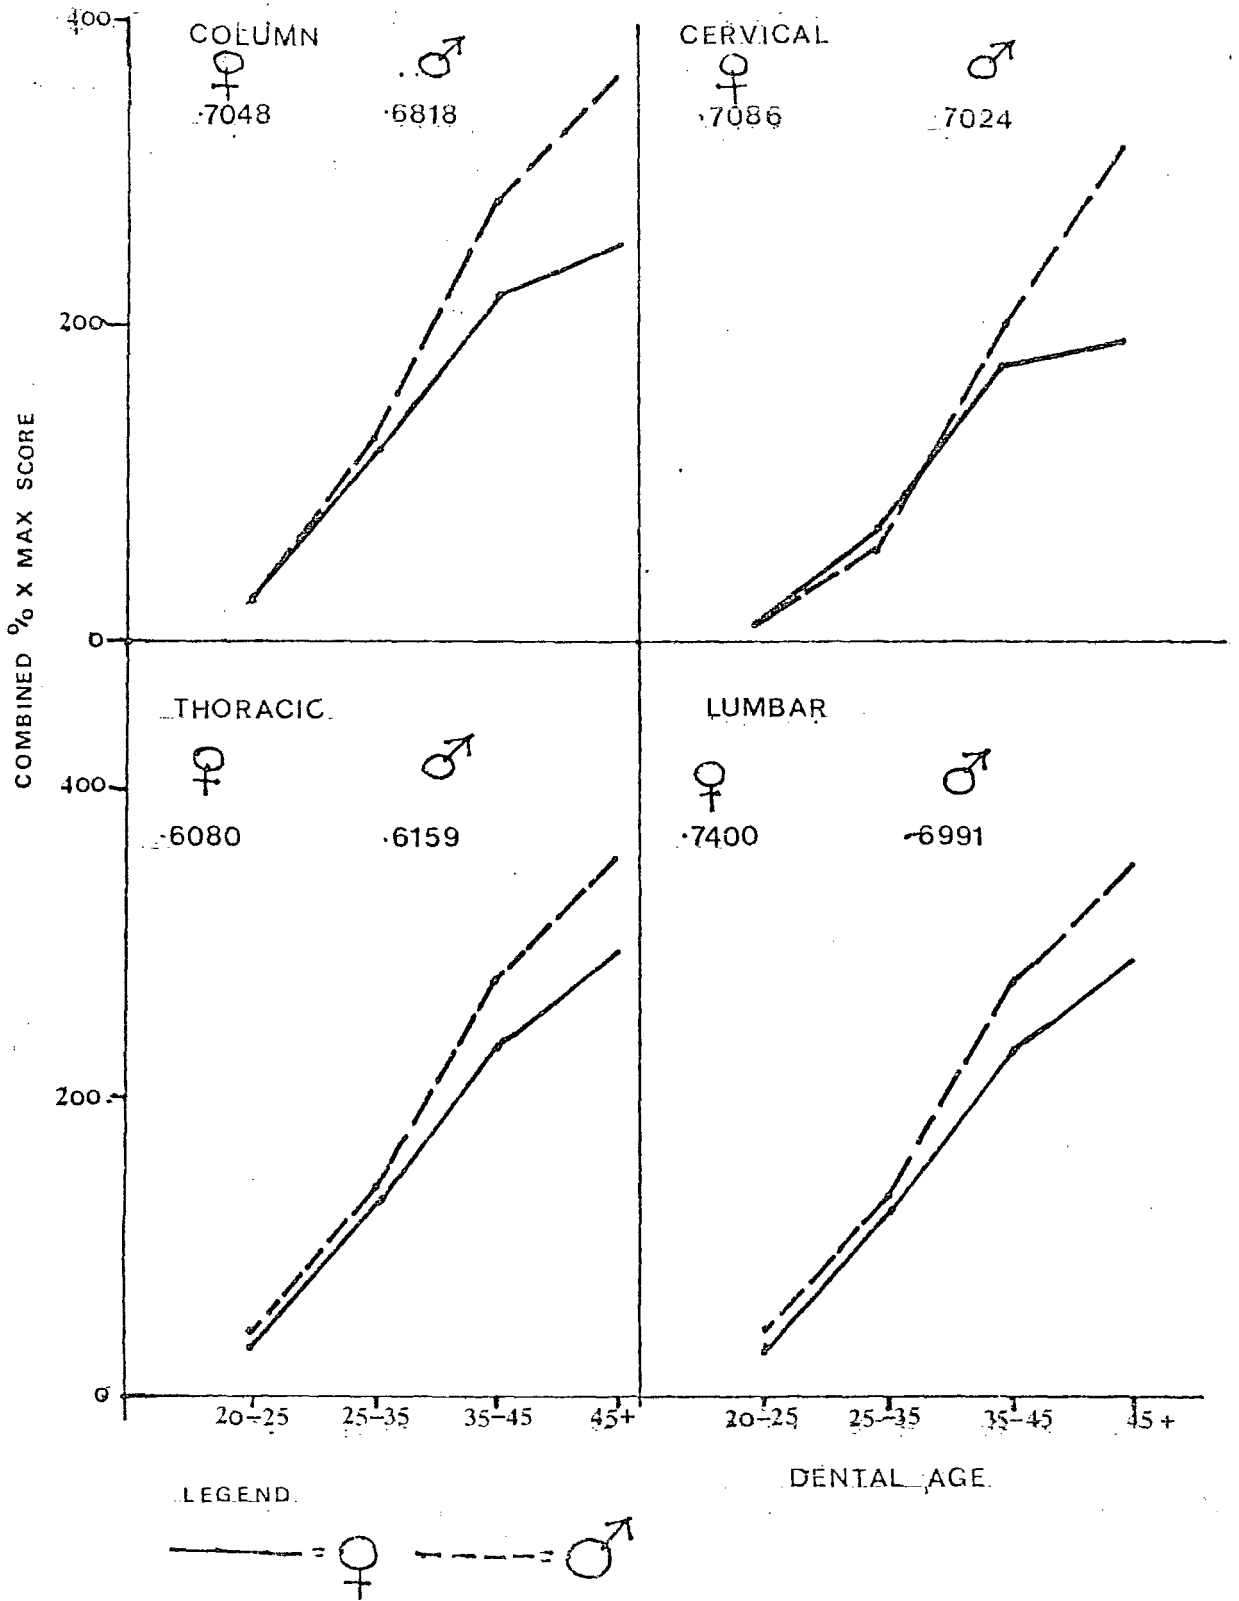 400
COLUMN
♀ ♂
.7048 .6818
CERVICAL
♀ ♂
.7086 .7024
200
0
COMBINED % X MAX SCORE
THORACIC
♀ ♂
.6080 .6159
LUMBAR
♀ ♂
.7400 .6991
400
200
0
20–25 25–35 35–45 45+
20–25 25–35 35–45 45+
DENTAL AGE
LEGEND
= ♀ = ♂